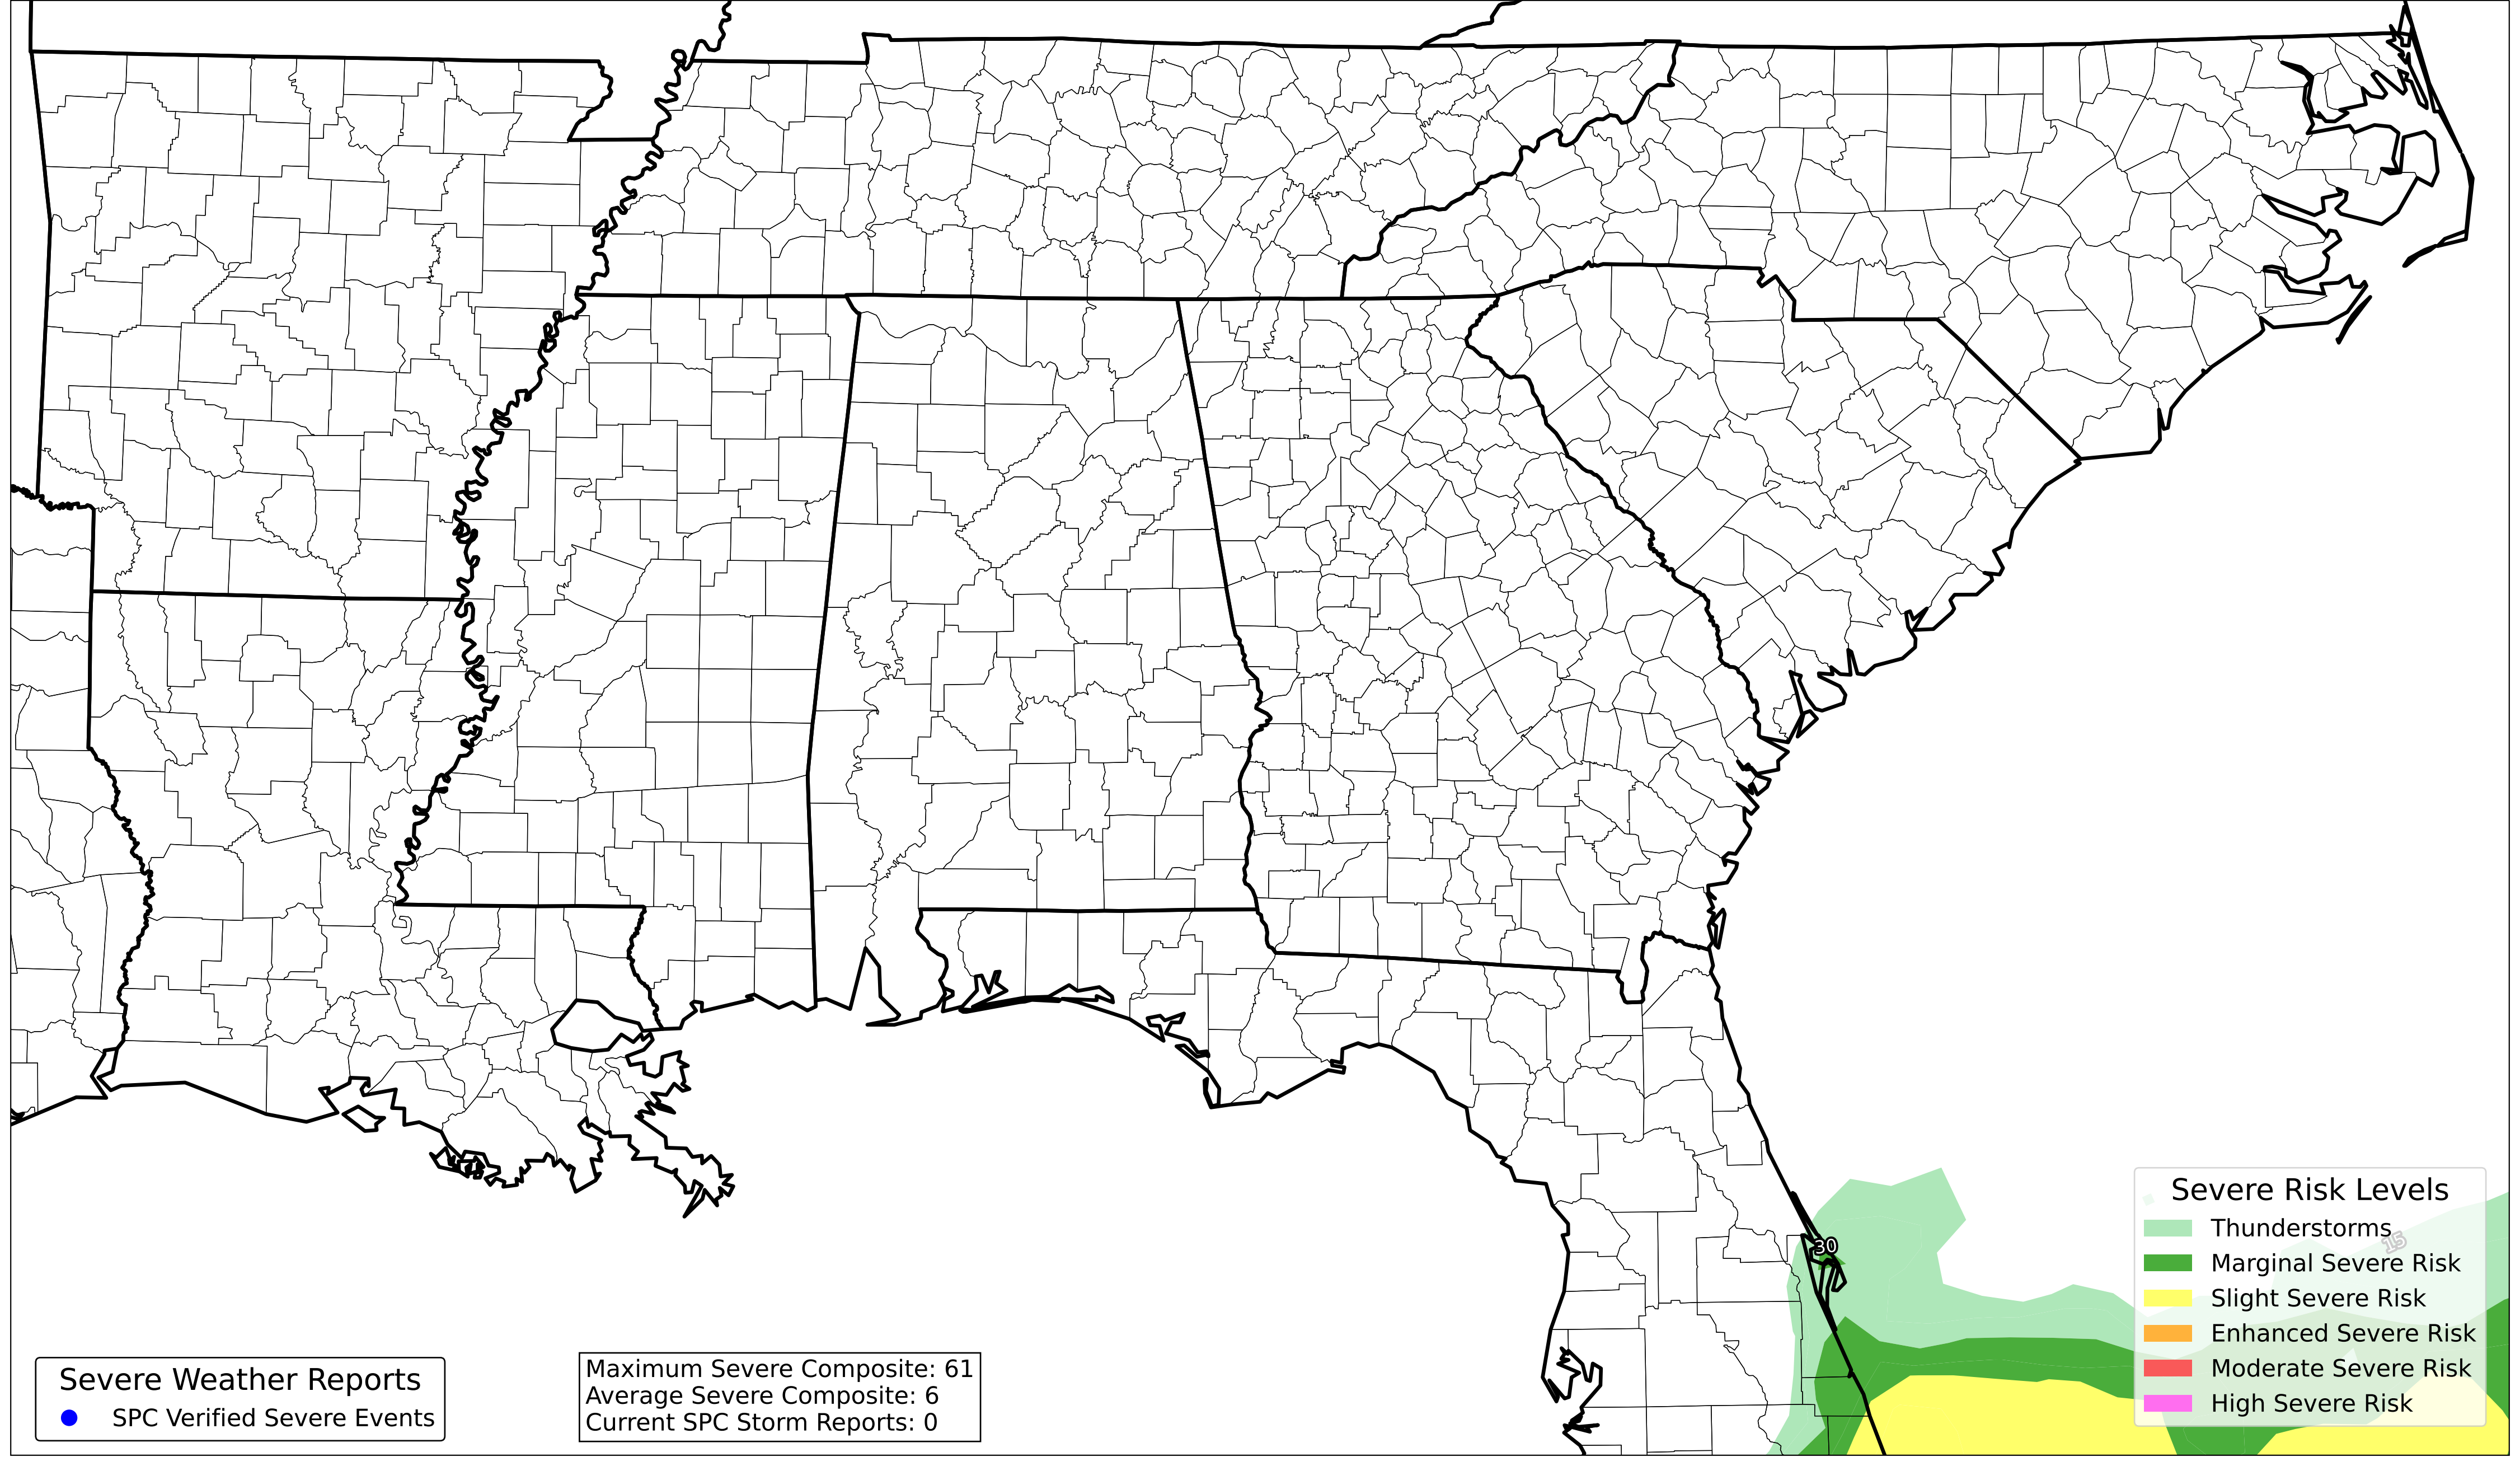 30
15
Severe Risk Levels
Thunderstorms
Marginal Severe Risk
Slight Severe Risk
Enhanced Severe Risk
Moderate Severe Risk
High Severe Risk
Severe Weather Reports
SPC Verified Severe Events
Maximum Severe Composite: 61
Average Severe Composite: 6
Current SPC Storm Reports: 0